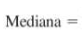 Mediana =